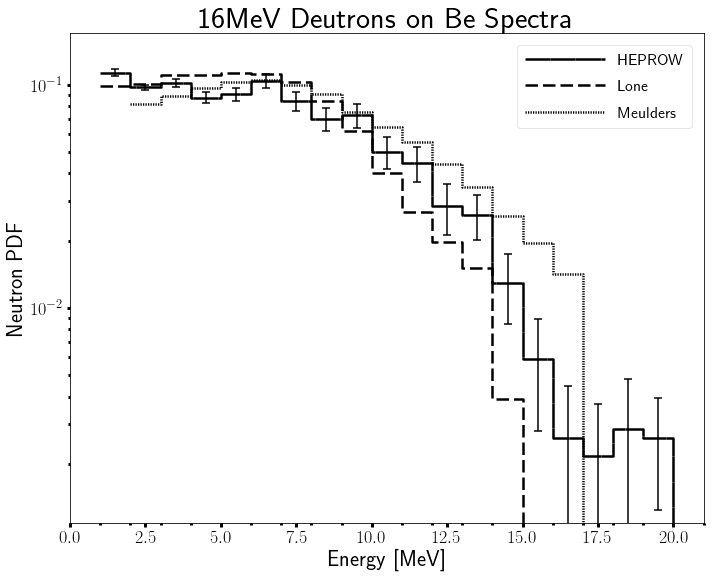 16MeV Deutrons on Be Spectra
HEPROW
Lone
Meulders
Neutron PDF
10⁻¹
10⁻²
0.0 2.5 5.0 7.5 10.0 12.5 15.0 17.5 20.0
Energy [MeV]